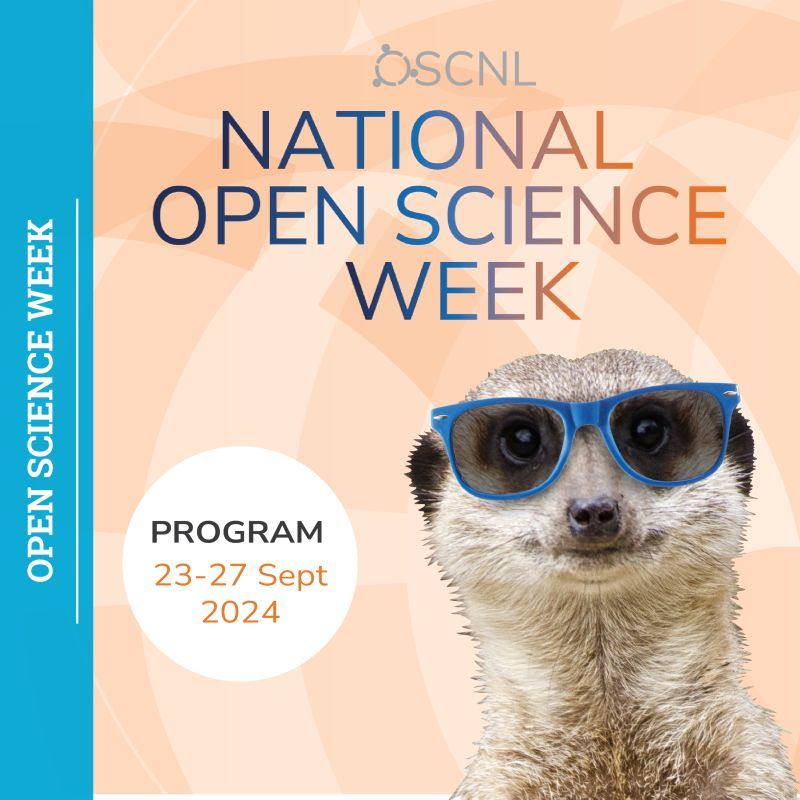 OSCNL
NATIONAL
OPEN SCIENCE
WEEK
OPEN SCIENCE WEEK
PROGRAM
23-27 Sept
2024